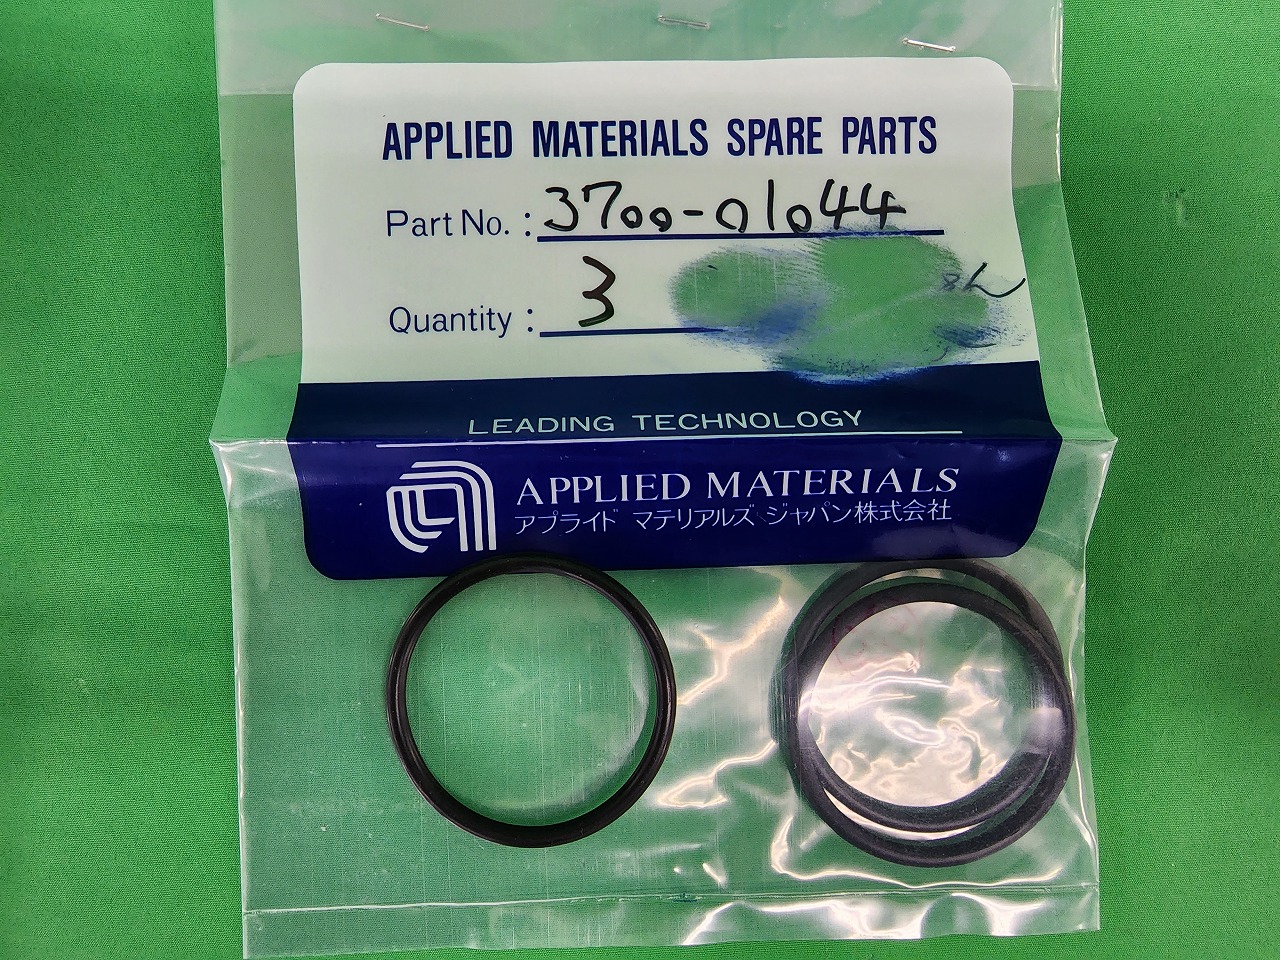 APPLIED MATERIALS SPARE PARTS
Part No. : 3700-01044
Quantity : 3
LEADING TECHNOLOGY
APPLIED MATERIALS
アプライド マテリアルズ ジャパン株式会社